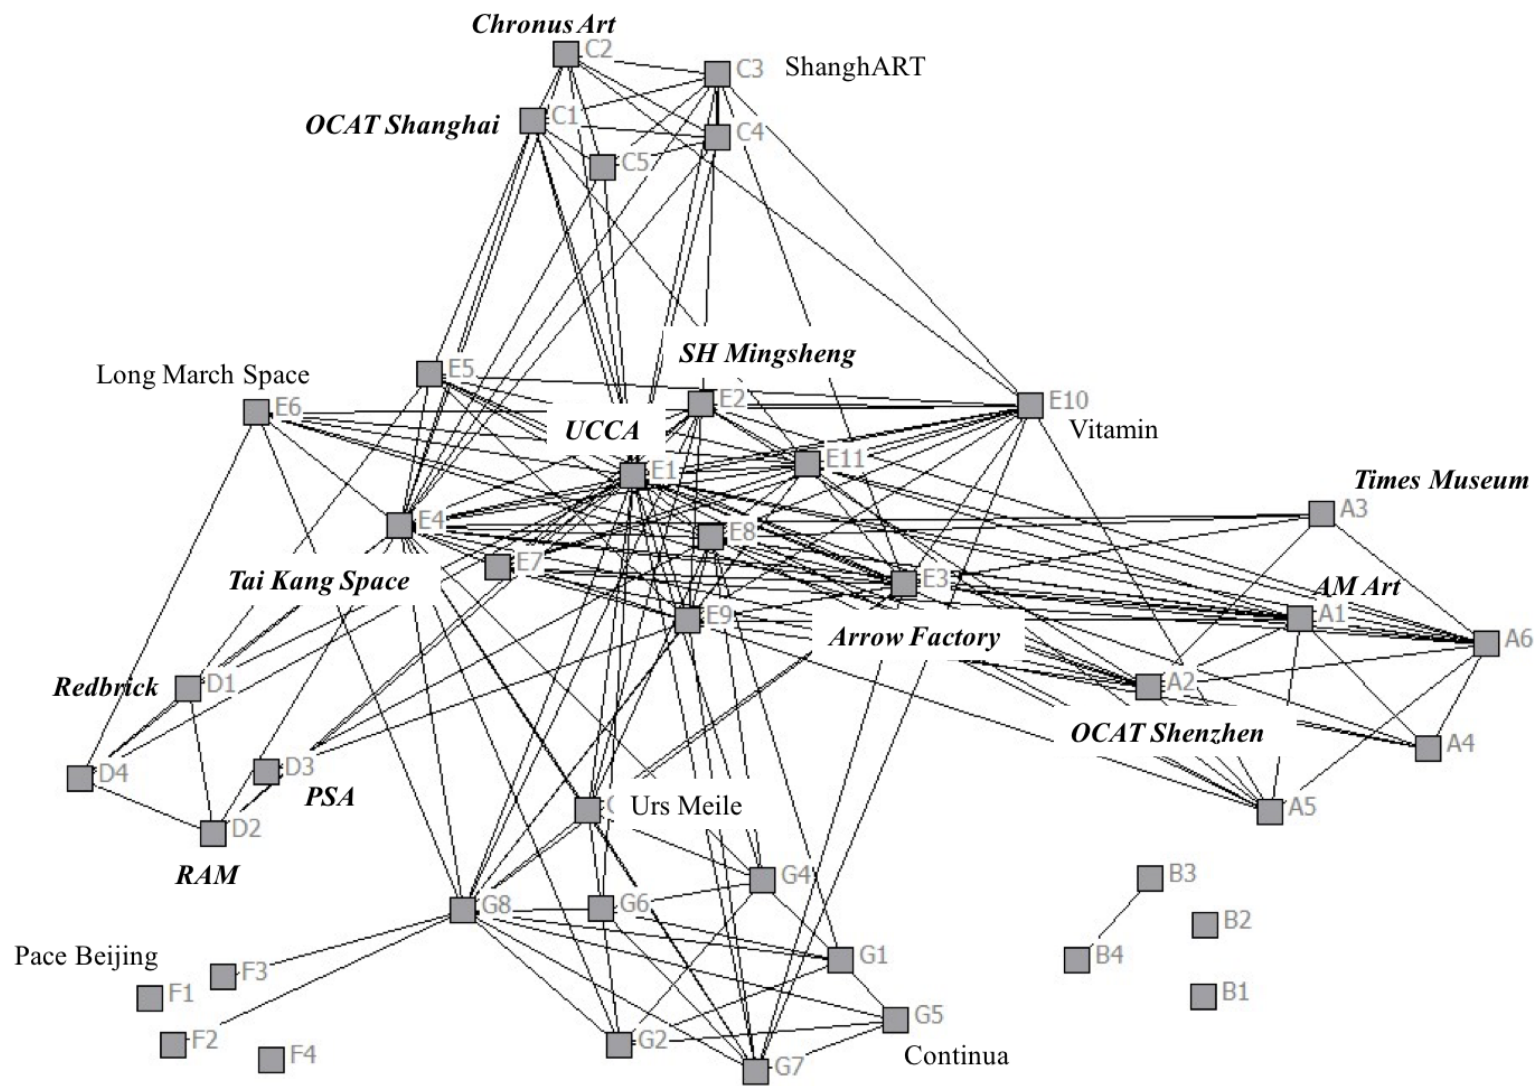 Chronus Art
C2
C3 ShanghART
OCAT Shanghai
C1
C4
C5
SH Mingsheng
Long March Space
E5
E6
E2
E10
Vitamin
UCCA
E1
E11
Times Museum
A3
E4
E8
E7
Tai Kang Space
E3
AM Art
A1
E9
Arrow Factory
A6
Redbrick
D1
A2
OCAT Shenzhen
A4
D4
D3
PSA
Urs Meile
A5
D2
RAM
G4
B3
G8
G6
B2
Pace Beijing
F3
G1
B4
F1
B1
G5
F2
G2
Continua
F4
G7